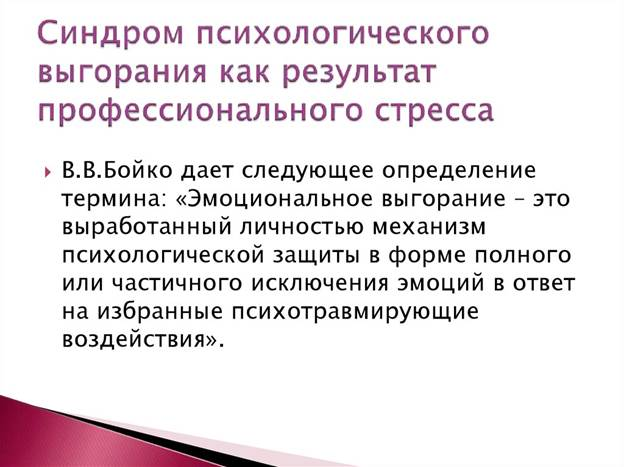 Синдром психологического
выгорания как результат
профессионального стресса
В.В.Бойко дает следующее определение
термина: «Эмоциональное выгорание – это
выработанный личностью механизм
психологической защиты в форме полного
или частичного исключения эмоций в ответ
на избранные психотравмирующие
воздействия».